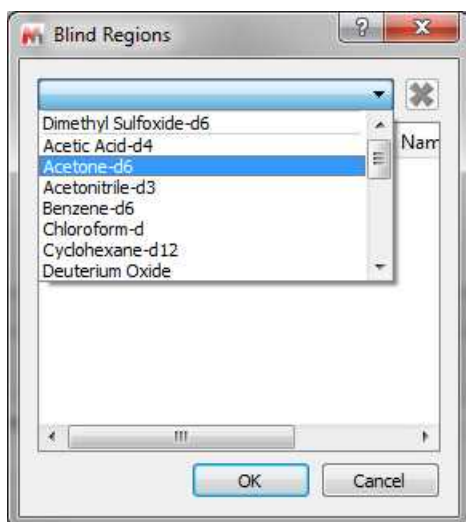 Blind Regions
Dimethyl Sulfoxide-d6
Acetic Acid-d4
Acetone-d6
Acetonitrile-d3
Benzene-d6
Chloroform-d
Cyclohexane-d12
Deuterium Oxide
Nam
OK
Cancel